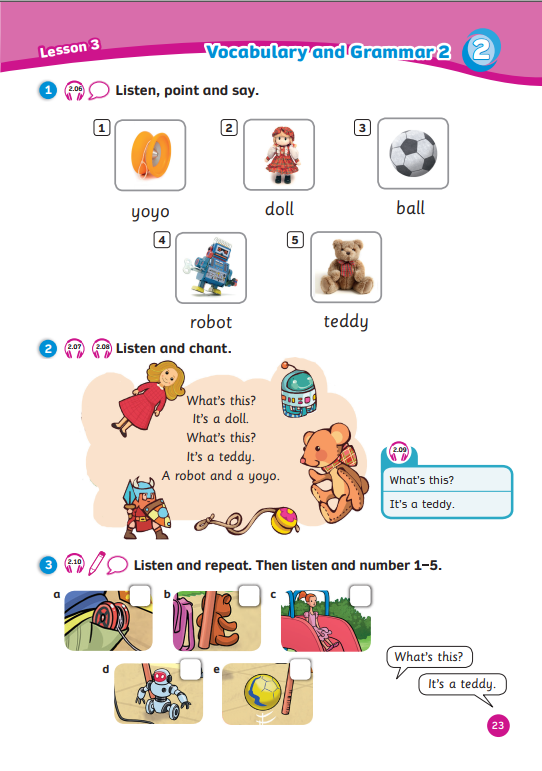 Lesson 3
Vocabulary and Grammar 2
2
1 2.06 Listen, point and say.
1
2
3
yoyo
doll
ball
4
5
robot
teddy
2 2.07 2.08 Listen and chant.
What's this?
It's a doll.
What's this?
It's a teddy.
A robot and a yoyo.
2.09
What's this?
It's a teddy.
3 2.10 Listen and repeat. Then listen and number 1–5.
a
b
c
d
e
What's this?
It's a teddy.
23